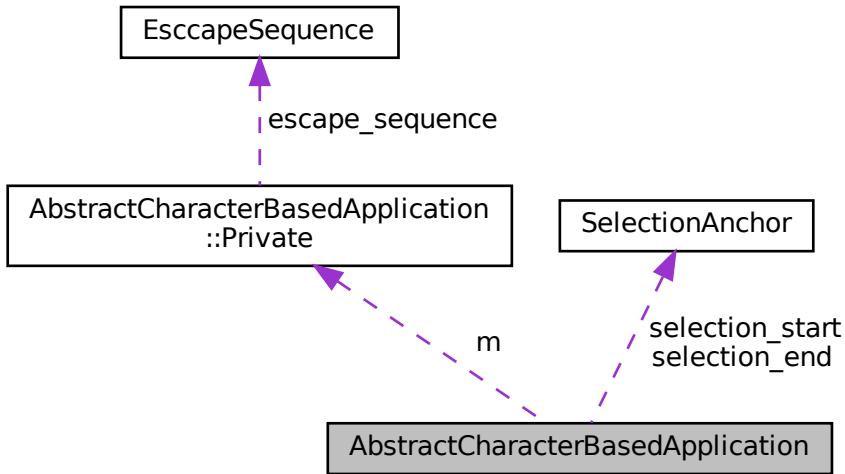 EsccapeSequence
escape_sequence
AbstractCharacterBasedApplication
::Private
SelectionAnchor
m
selection_start
selection_end
AbstractCharacterBasedApplication